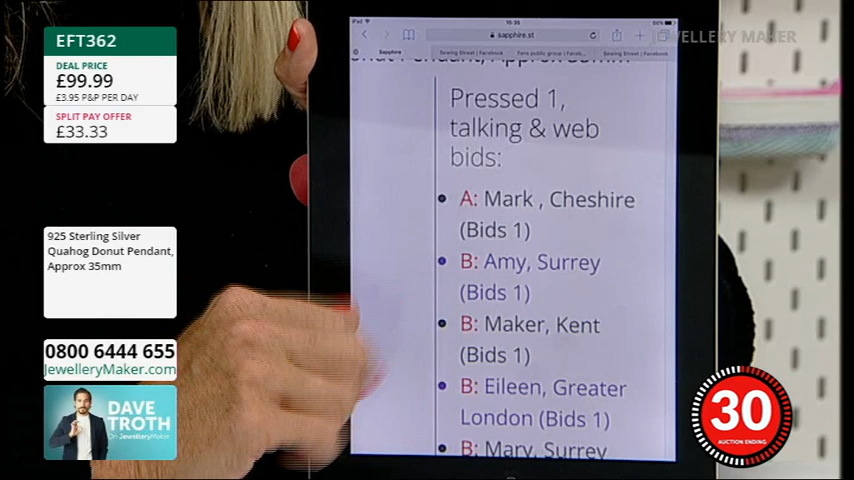 EFT362
DEAL PRICE
£99.99
£3.95 P&P PER DAY
SPLIT PAY OFFER
£33.33
925 Sterling Silver
Quahog Donut Pendant,
Approx 35mm
0800 6444 655
JewelleryMaker.com
DAVE
TROTH
On JewelleryMaker
iPad
10:35
sapphire.st
Sapphire
Sewing Street | Facebook
Fans public group | Faceb...
Sewing Street | Facebook
JEWELLERY MAKER
Pressed 1,
talking & web
bids:
A: Mark , Cheshire
(Bids 1)
B: Amy, Surrey
(Bids 1)
B: Maker, Kent
(Bids 1)
B: Eileen, Greater
London (Bids 1)
B: Mary, Surrey
30
AUCTION ENDING